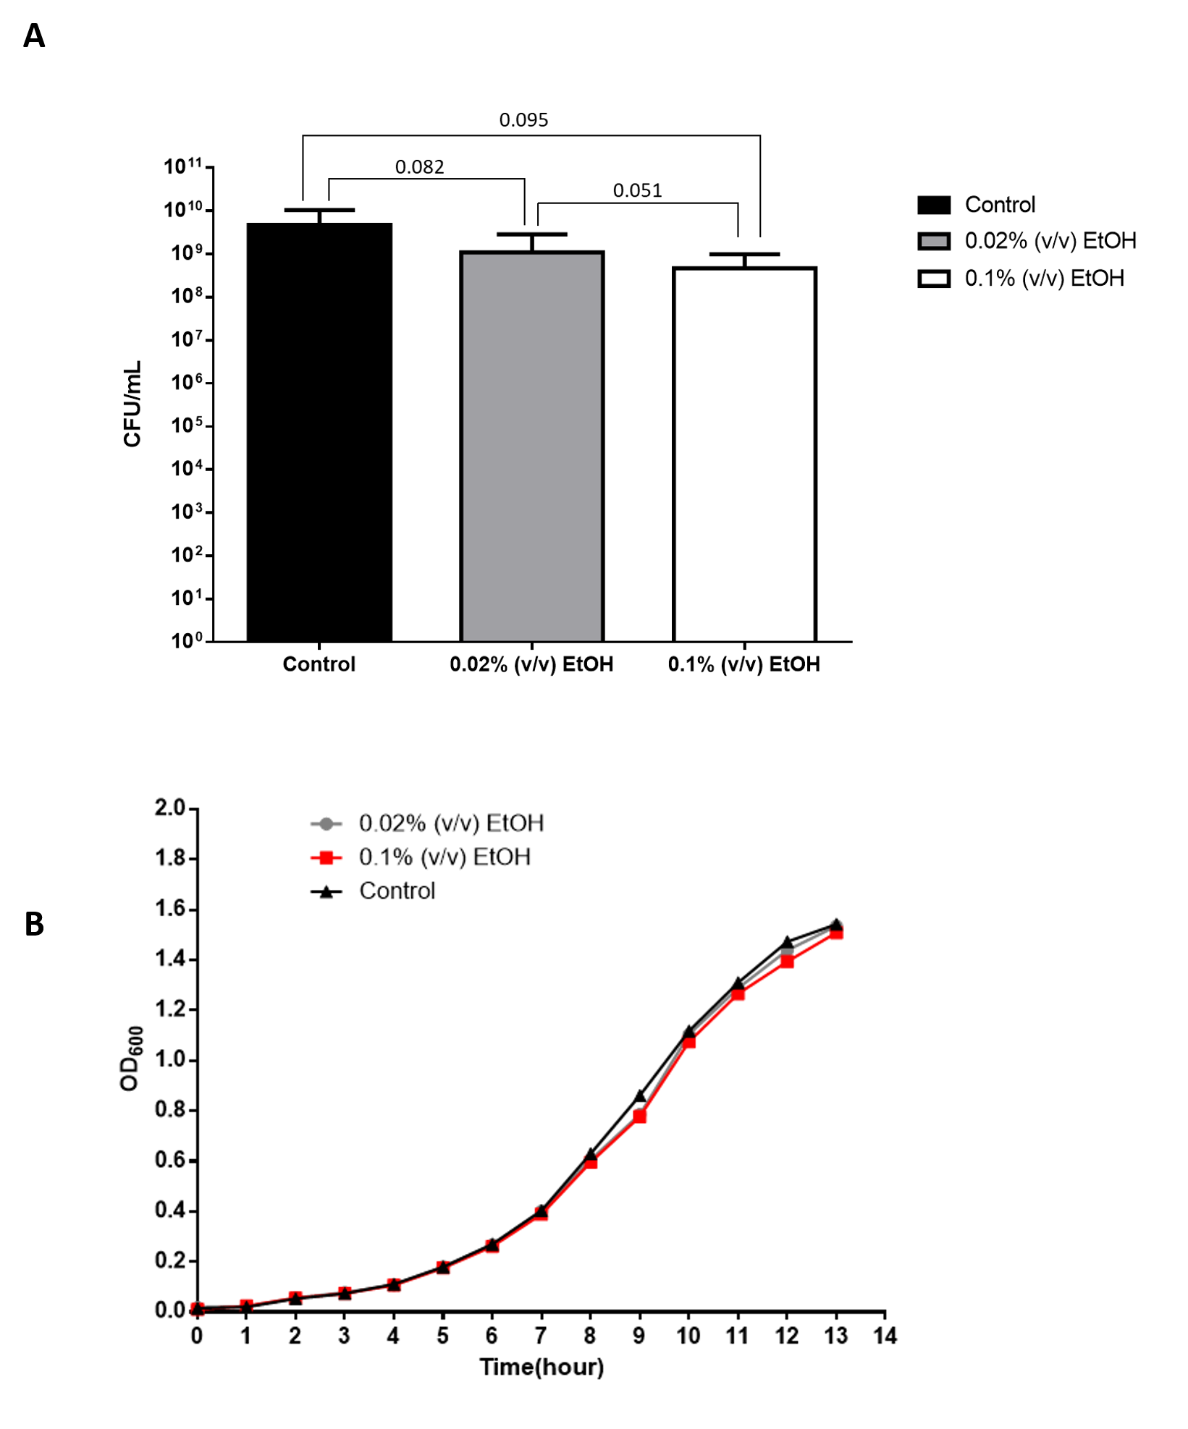 A
0.095
0.082
0.051
10¹¹
10¹⁰
10⁹
10⁸
10⁷
10⁶
10⁵
10⁴
10³
10²
10¹
10⁰
CFU/mL
Control
0.02% (v/v) EtOH
0.1% (v/v) EtOH
Control 0.02% (v/v) EtOH 0.1% (v/v) EtOH
B
0.02% (v/v) EtOH
0.1% (v/v) EtOH
Control
2.0
1.8
1.6
1.4
1.2
1.0
0.8
0.6
0.4
0.2
0.0
OD₆₀₀
0 1 2 3 4 5 6 7 8 9 10 11 12 13 14
Time(hour)